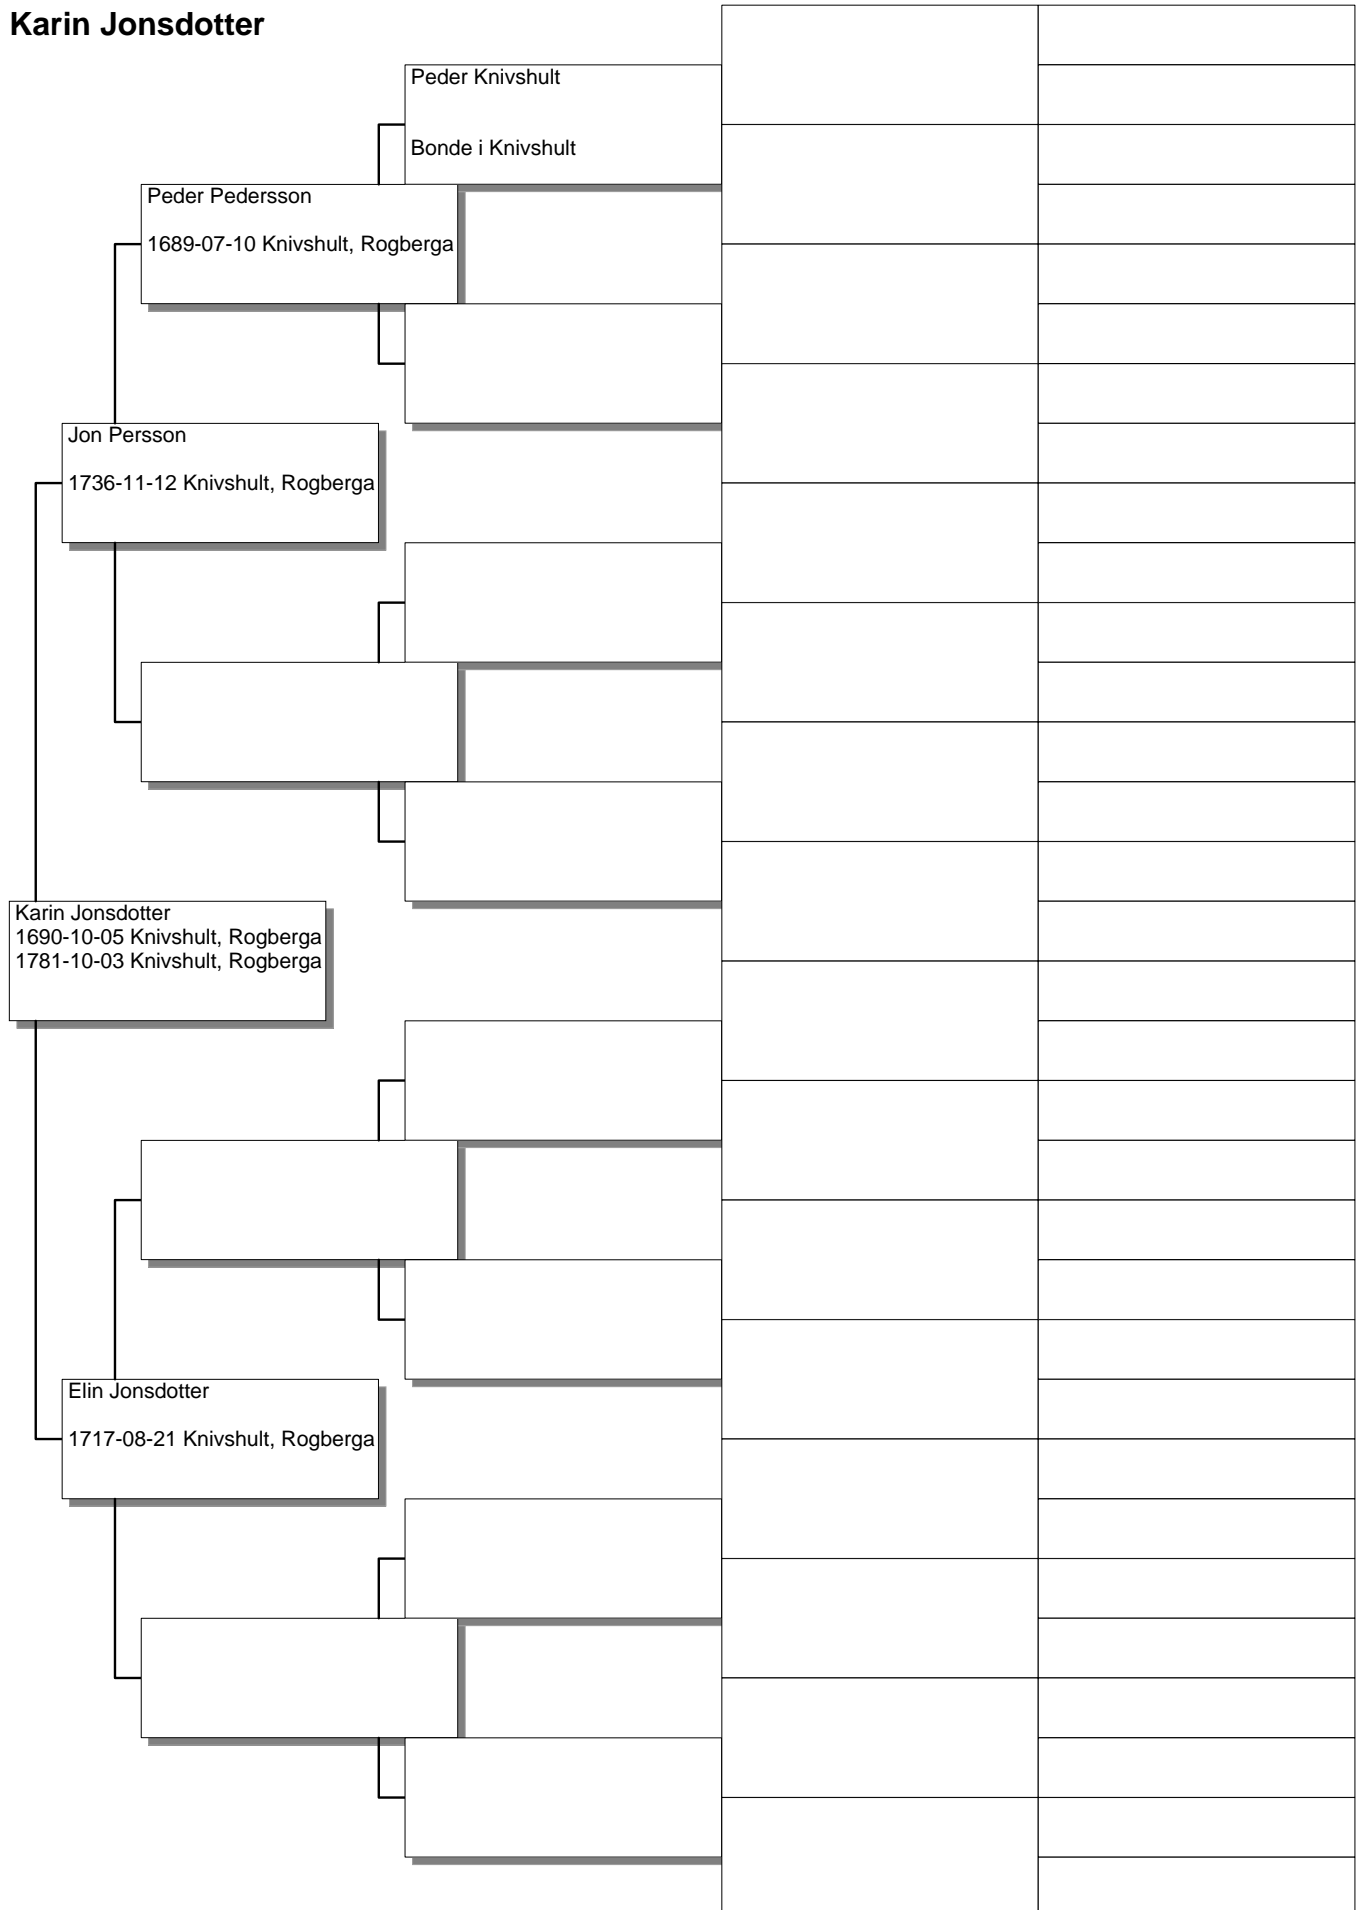 Karin Jonsdotter
Peder Knivshult
Bonde i Knivshult
Peder Pedersson
1689-07-10 Knivshult, Rogberga
Jon Persson
1736-11-12 Knivshult, Rogberga
Karin Jonsdotter
1690-10-05 Knivshult, Rogberga
1781-10-03 Knivshult, Rogberga
Elin Jonsdotter
1717-08-21 Knivshult, Rogberga